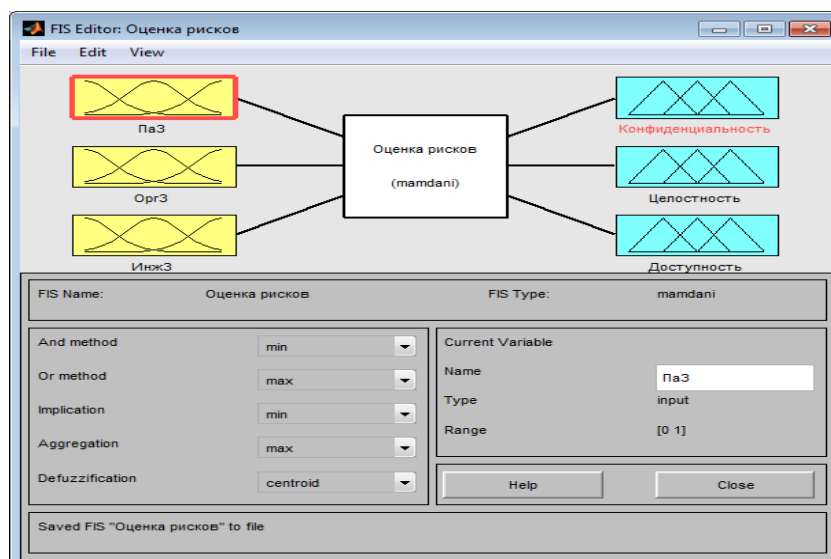 FIS Editor: Оценка рисков
File Edit View
ПаЗ
ОргЗ
ИнжЗ
Оценка рисков
(mamdani)
Конфиденциальность
Целостность
Доступность
FIS Name: Оценка рисков FIS Type: mamdani
And method min
Or method max
Implication min
Aggregation max
Defuzzification centroid
Current Variable
Name ПаЗ
Type input
Range [0 1]
Help Close
Saved FIS "Оценка рисков" to file